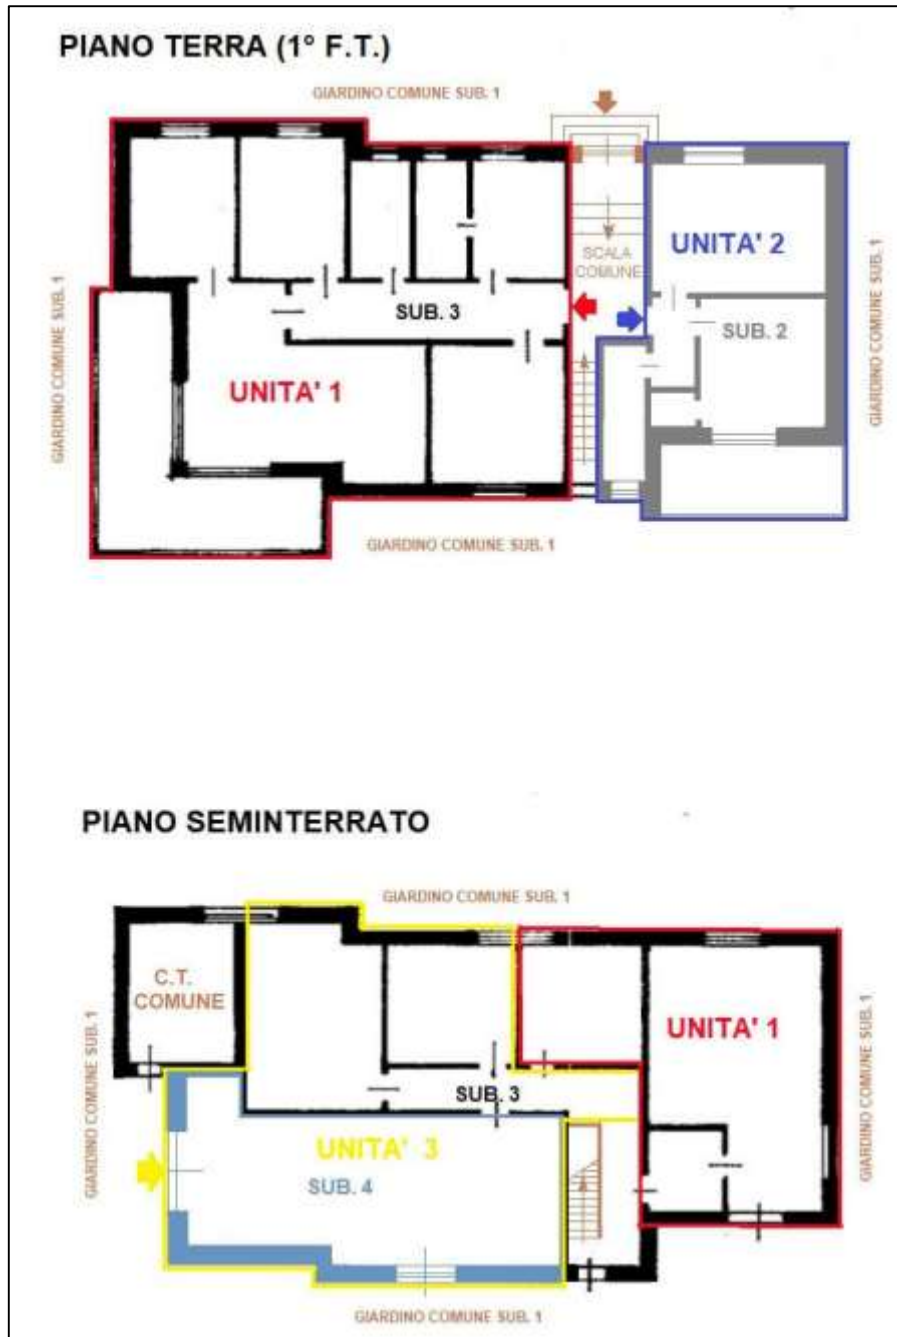 PIANO TERRA (1° F.T.)
GIARDINO COMUNE SUB. 1
UNITA' 2
SCALA
COMUNE
GIARDINO COMUNE SUB. 1
GIARDINO COMUNE SUB. 1
SUB. 3
SUB. 2
UNITA' 1
GIARDINO COMUNE SUB. 1
PIANO SEMINTERRATO
GIARDINO COMUNE SUB. 1
C.T.
COMUNE
UNITA' 1
GIARDINO COMUNE SUB. 1
GIARDINO COMUNE SUB. 1
SUB. 3
UNITA' 3
SUB. 4
GIARDINO COMUNE SUB. 1